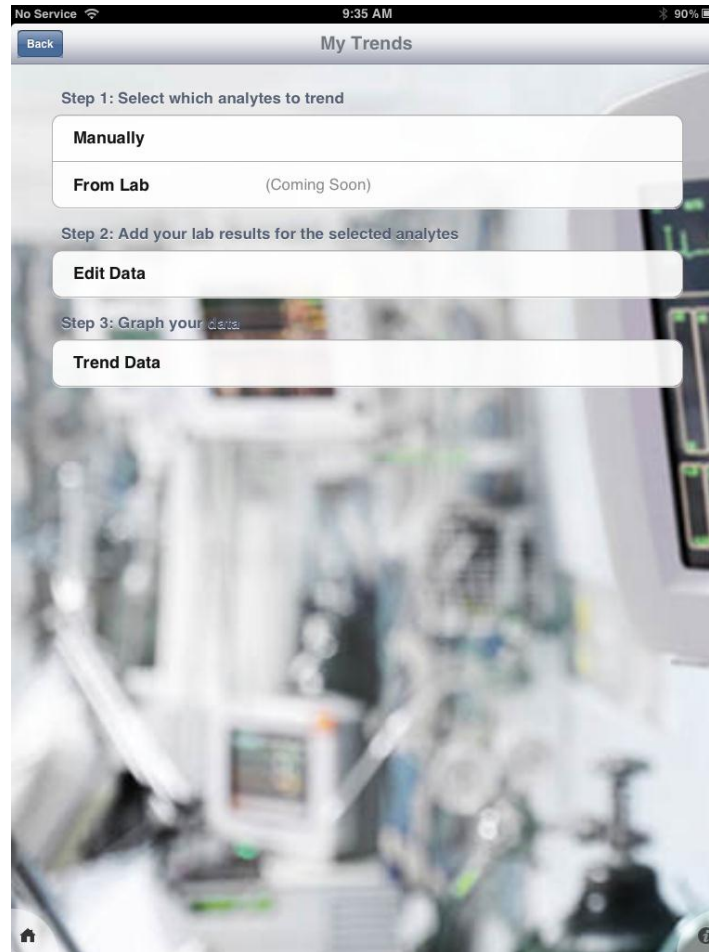 No Service 9:35 AM 90%
Back My Trends
Step 1: Select which analytes to trend
Manually
From Lab (Coming Soon)
Step 2: Add your lab results for the selected analytes
Edit Data
Step 3: Graph your data
Trend Data